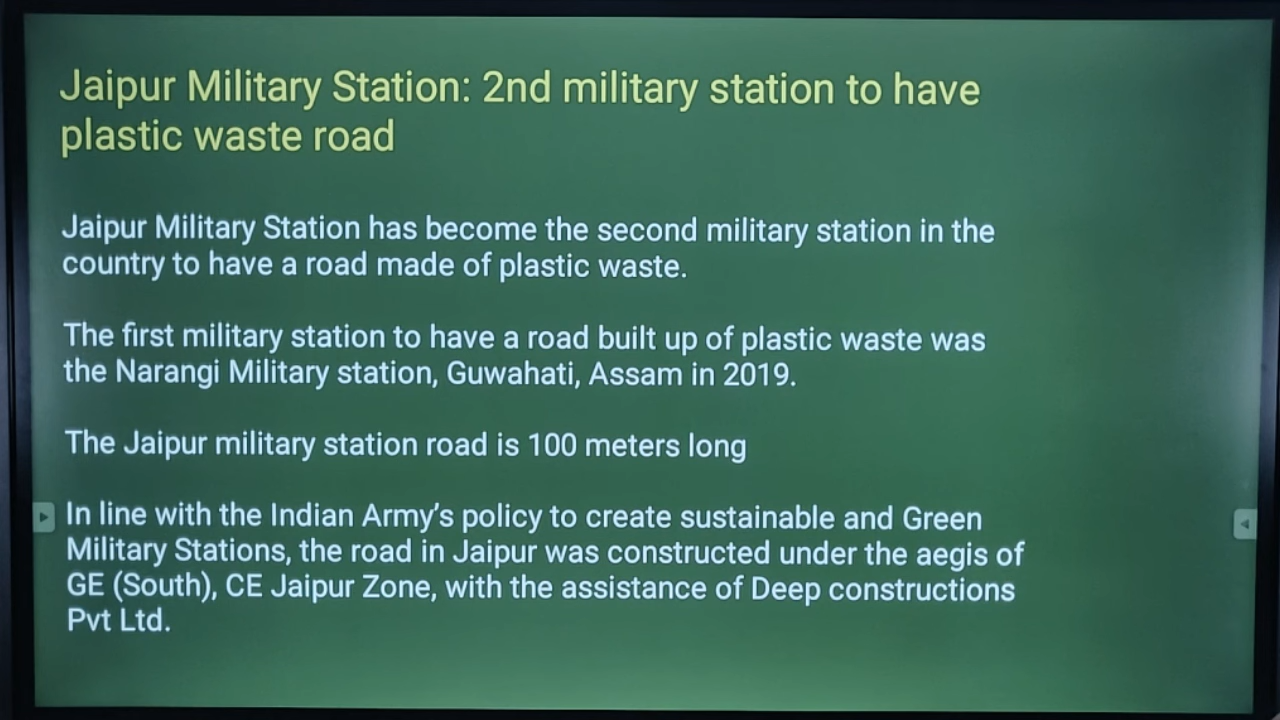 Jaipur Military Station: 2nd military station to have
plastic waste road
Jaipur Military Station has become the second military station in the
country to have a road made of plastic waste.
The first military station to have a road built up of plastic waste was
the Narangi Military station, Guwahati, Assam in 2019.
The Jaipur military station road is 100 meters long
In line with the Indian Army's policy to create sustainable and Green
Military Stations, the road in Jaipur was constructed under the aegis of
GE (South), CE Jaipur Zone, with the assistance of Deep constructions
Pvt Ltd.